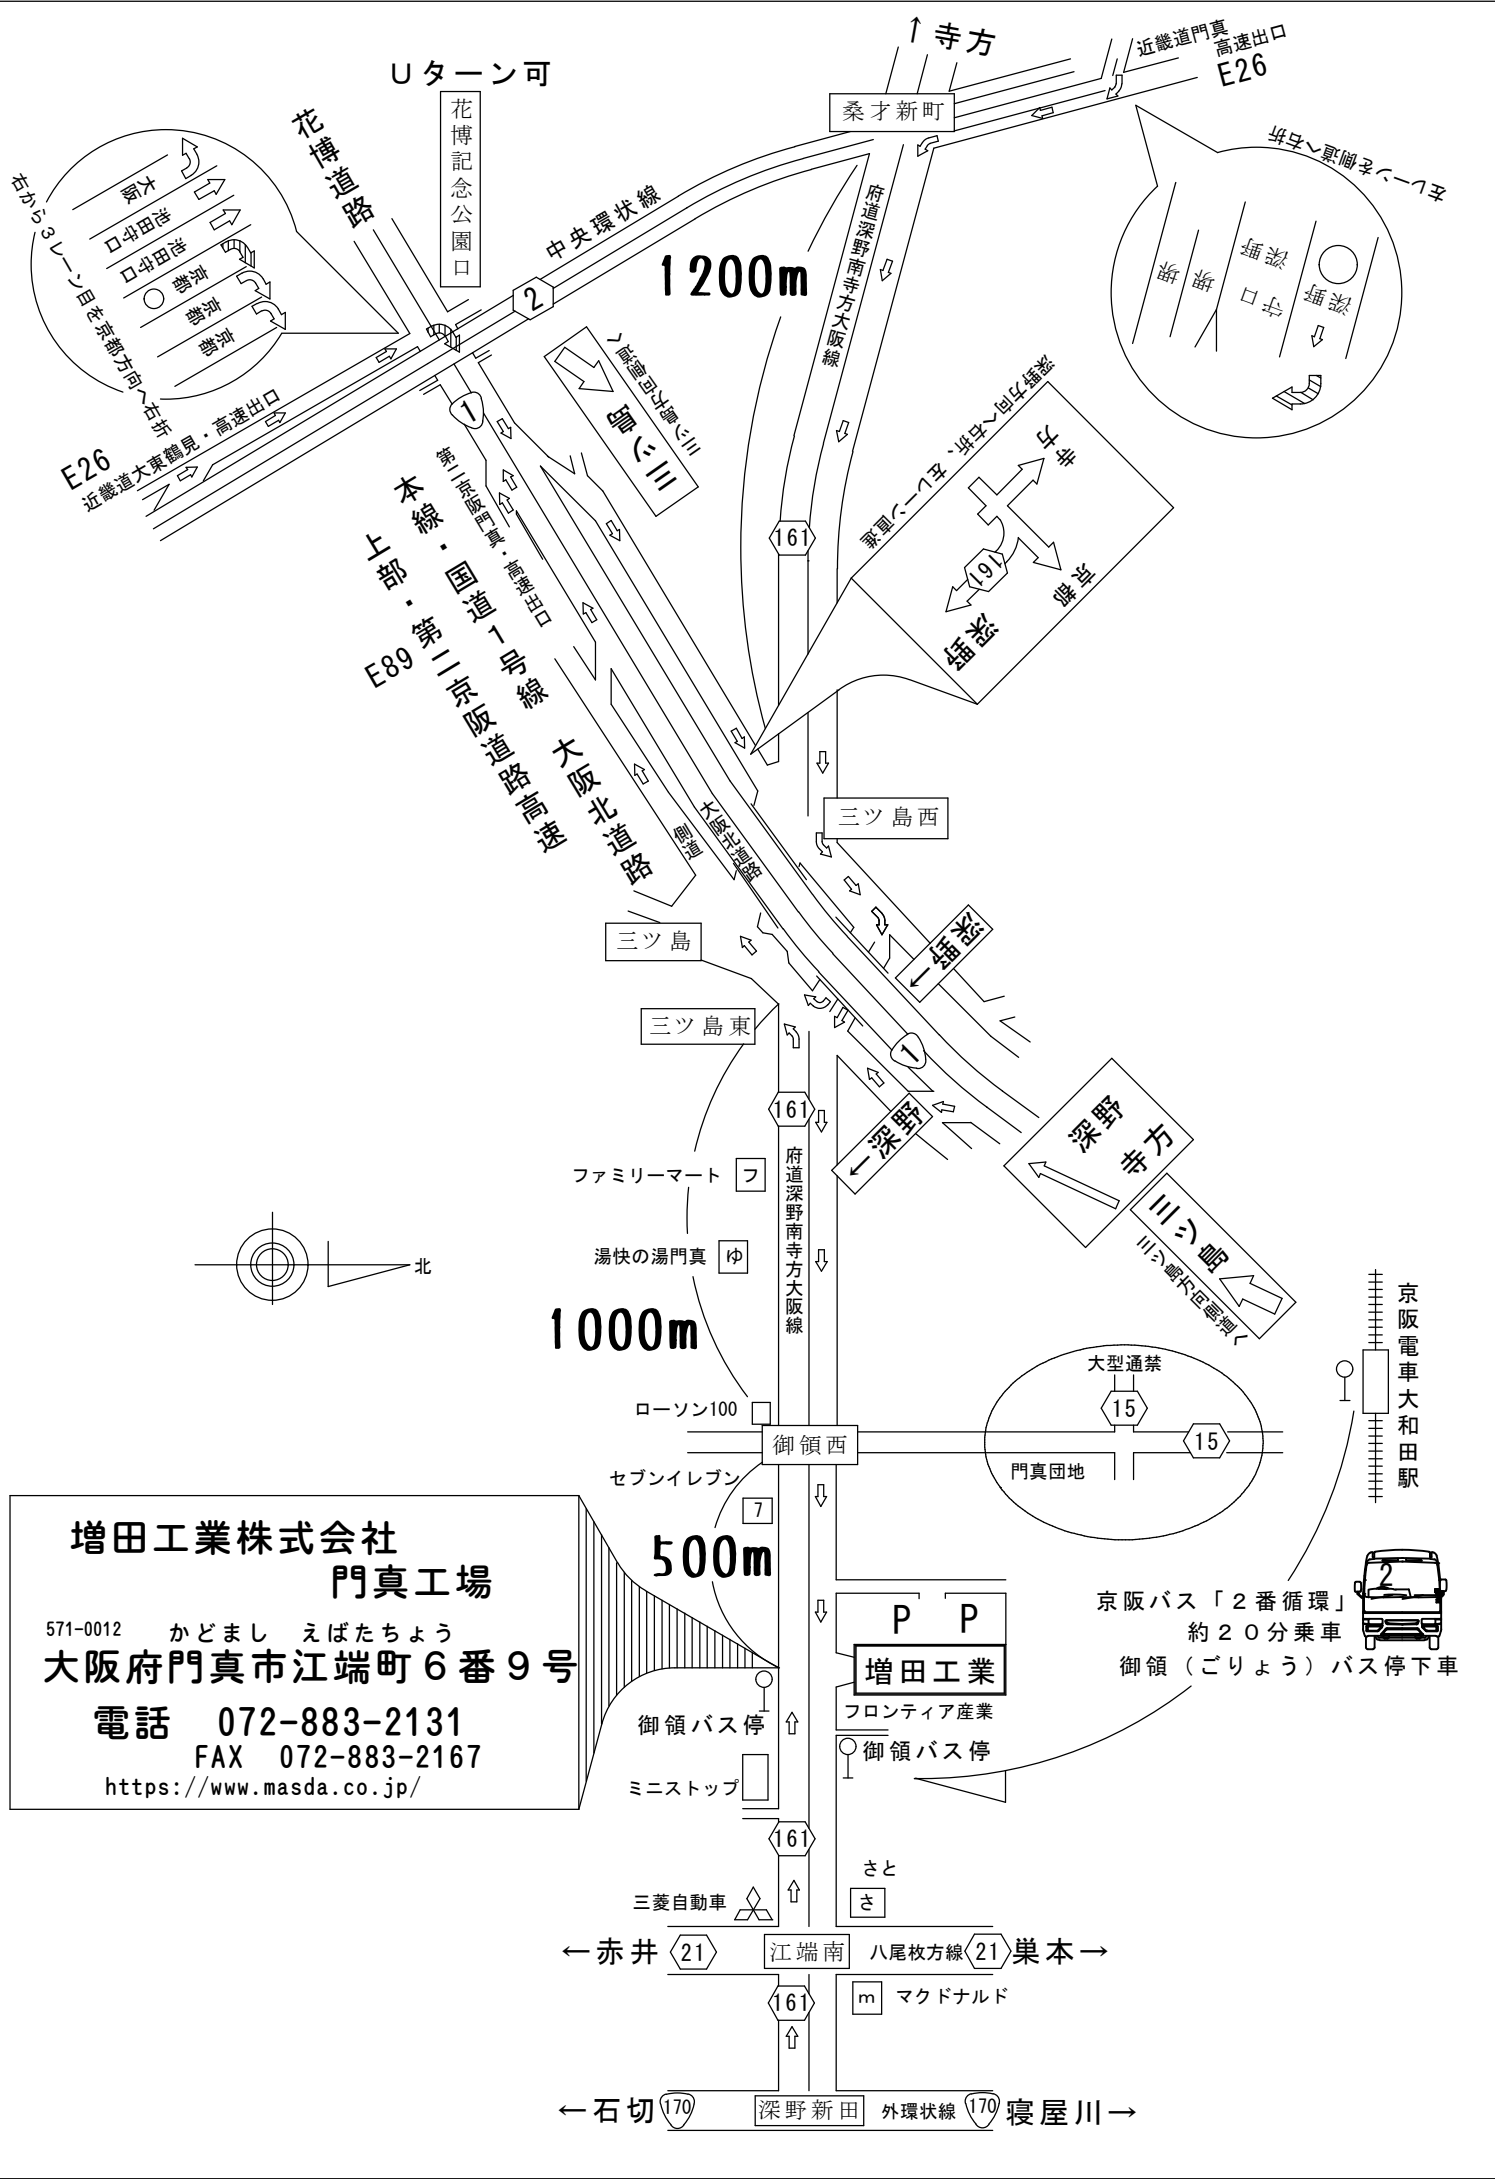 ↑寺方
近畿道門真
高速出口
E26
Uターン可
花博記念公園口
桑才新町
花博道路
左レーンを側道へ右折
堺
堺
深野
守口
深野
大阪
池田守口
池田守口
京都
京都
京都
右から3レーン目を京都方向へ右折
中央環状線
2
1200m
府道深野南寺方大阪線
E26
近畿道大東鶴見・高速出口
1
三ツ島
三ツ島方向側道へ
深野方向へ右折、左レーン直進
寺方
京都
161
深野
161
第二京阪門真・高速出口
本線・国道1号線 大阪北道路
上部・第二京阪道路高速
E89
側道
大阪北道路
三ツ島西
三ツ島
←深野
三ツ島東
1
161
←深野
深野
寺方
三ツ島
三ツ島方向側道へ
ファミリーマート
フ
府道深野南寺方大阪線
湯快の湯門真
ゆ
北
1000m
京阪電車大和田駅
大型通禁
15
15
門真団地
ローソン100
御領西
セブンイレブン
7
500m
増田工業株式会社
門真工場
571-0012
かどまし えばたちょう
大阪府門真市江端町6番9号
電話 072-883-2131
FAX 072-883-2167
https://www.masda.co.jp/
P P
増田工業
フロンティア産業
2
京阪バス「2番循環」
約20分乗車
御領（ごりょう）バス停下車
御領バス停
御領バス停
ミニストップ
161
さと
さ
三菱自動車
←赤井
21
江端南
八尾枚方線
21
巣本→
161
m
マクドナルド
←石切
170
深野新田
外環状線
170
寝屋川→